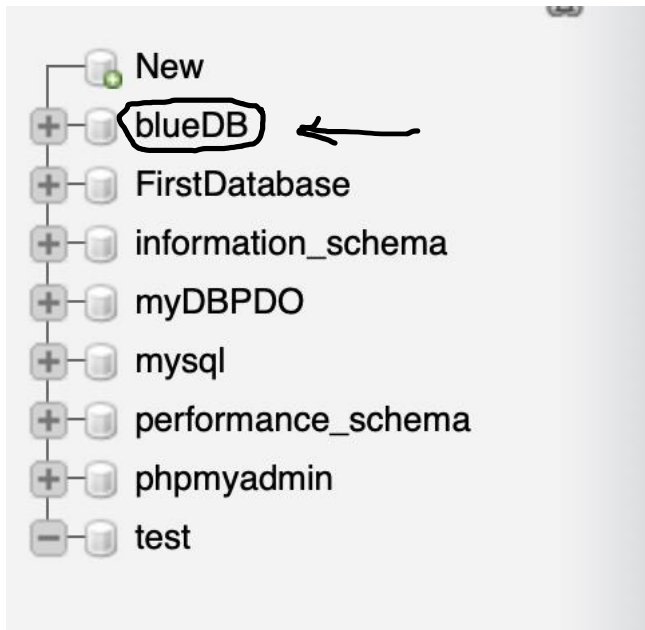 New
blueDB
FirstDatabase
information_schema
myDBPDO
mysql
performance_schema
phpmyadmin
test